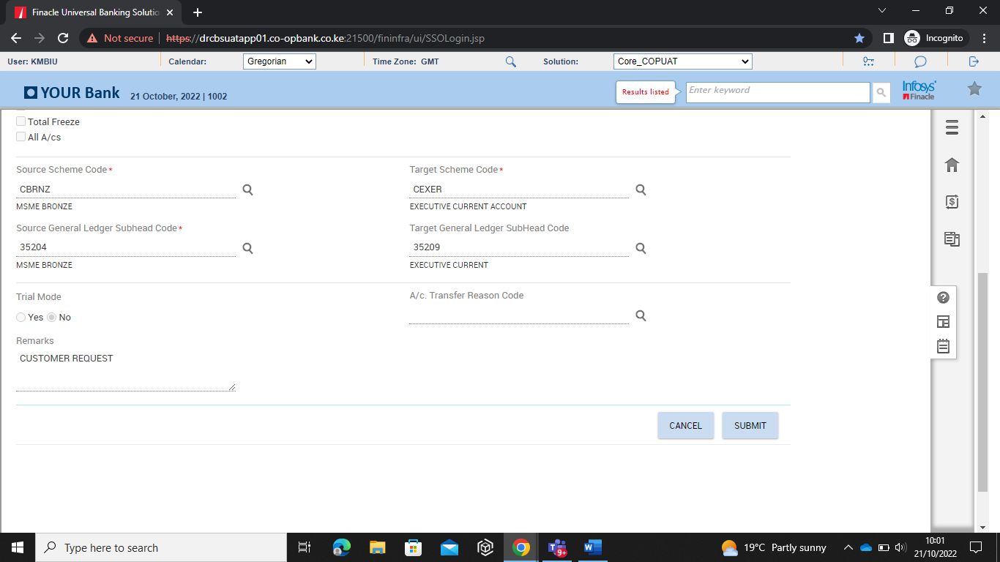 Finacle Universal Banking Solutio
Not secure https://drcbsuatapp01.co-opbank.co.ke:21500/fininfra/ui/SSOLogin.jsp Incognito
User: KMBIU Calendar: Gregorian Time Zone: GMT Solution: Core_COPUAT
YOUR Bank 21 October, 2022 | 1002 Results listed Enter keyword Infosys Finacle
Total Freeze
All A/cs
Source Scheme Code * Target Scheme Code *
CBRNZ CEXER
MSME BRONZE EXECUTIVE CURRENT ACCOUNT
Source General Ledger Subhead Code * Target General Ledger SubHead Code
35204 35209
MSME BRONZE EXECUTIVE CURRENT
Trial Mode A/c. Transfer Reason Code
Yes No
Remarks
CUSTOMER REQUEST
CANCEL SUBMIT
Type here to search 9+ 19°C Partly sunny 10:01
21/10/2022